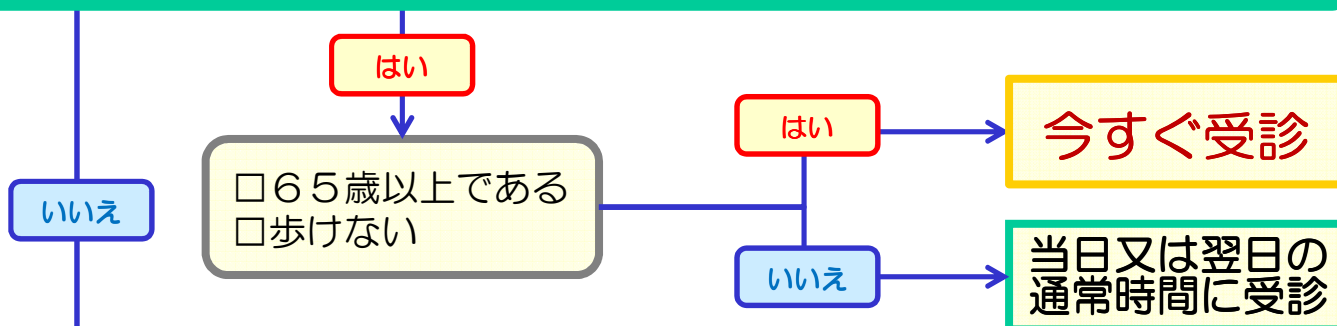 はい
はい
今すぐ受診
□６５歳以上である
□歩けない
いいえ
いいえ
当日又は翌日の
通常時間に受診